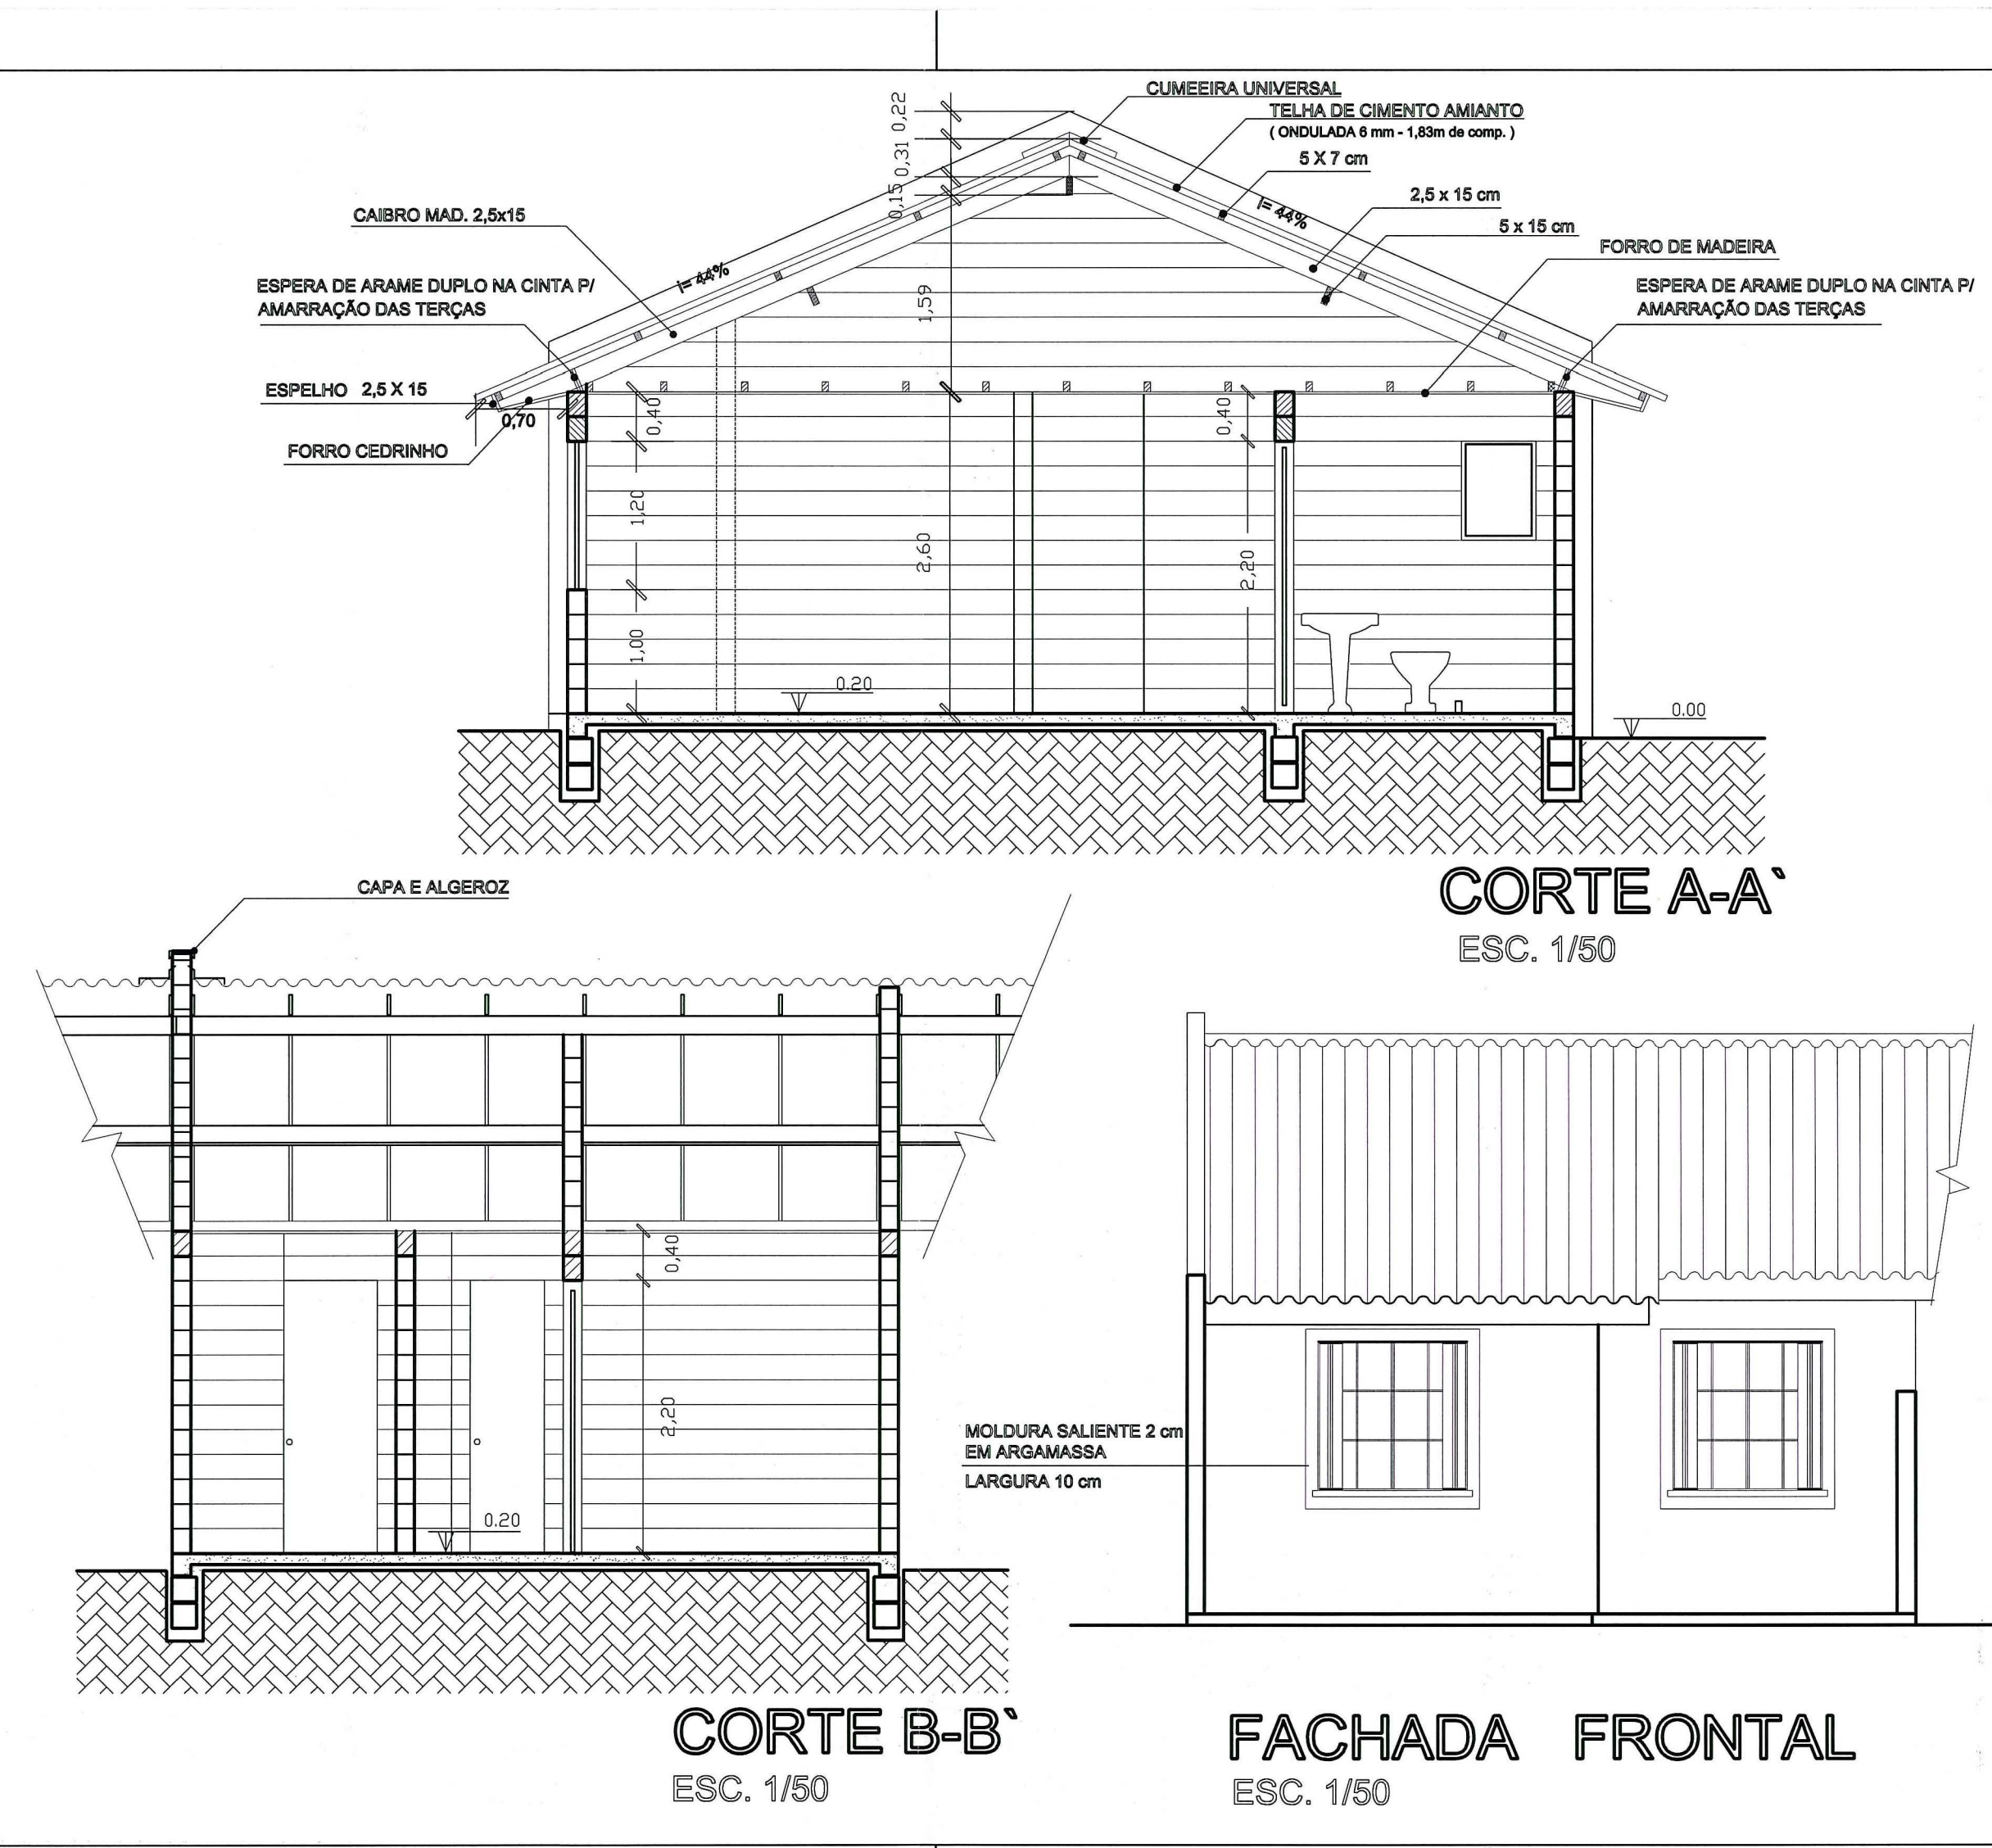 CUMEEIRA UNIVERSAL
TELHA DE CIMENTO AMIANTO
( ONDULADA 6 mm - 1,83m de comp. )
5 X 7 cm
2,5 x 15 cm
5 x 15 cm
FORRO DE MADEIRA
ESPERA DE ARAME DUPLO NA CINTA P/
AMARRAÇÃO DAS TERÇAS
CAIBRO MAD. 2,5x15
ESPERA DE ARAME DUPLO NA CINTA P/
AMARRAÇÃO DAS TERÇAS
ESPELHO 2,5 X 15
0,70
FORRO CEDRINHO
I= 44%
I= 44%
0,22
0,31
0,15
1,59
0,40
1,20
1,00
2,60
0,40
2,20
0.20
0.00
CORTE A-A`
ESC. 1/50
CAPA E ALGEROZ
0,40
2,20
0.20
CORTE B-B`
ESC. 1/50
MOLDURA SALIENTE 2 cm
EM ARGAMASSA
LARGURA 10 cm
FACHADA FRONTAL
ESC. 1/50